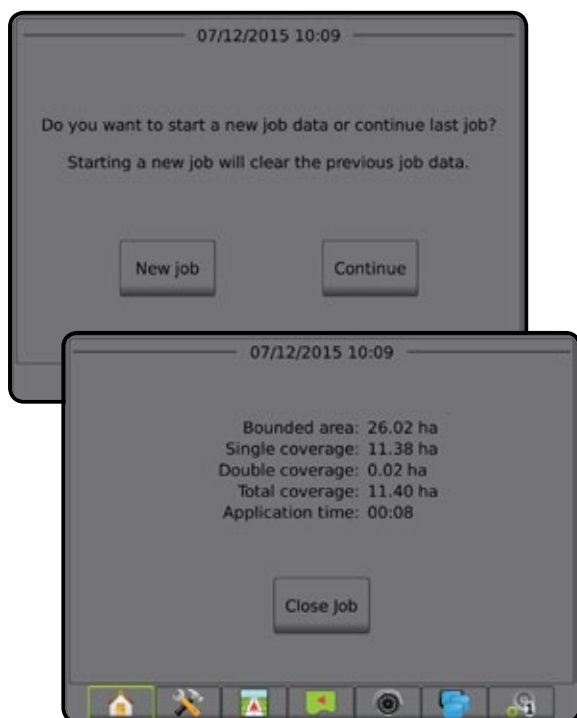 07/12/2015 10:09
Do you want to start a new job data or continue last job?
Starting a new job will clear the previous job data.
New job Continue
07/12/2015 10:09
Bounded area: 26.02 ha
Single coverage: 11.38 ha
Double coverage: 0.02 ha
Total coverage: 11.40 ha
Application time: 00:08
Close Job